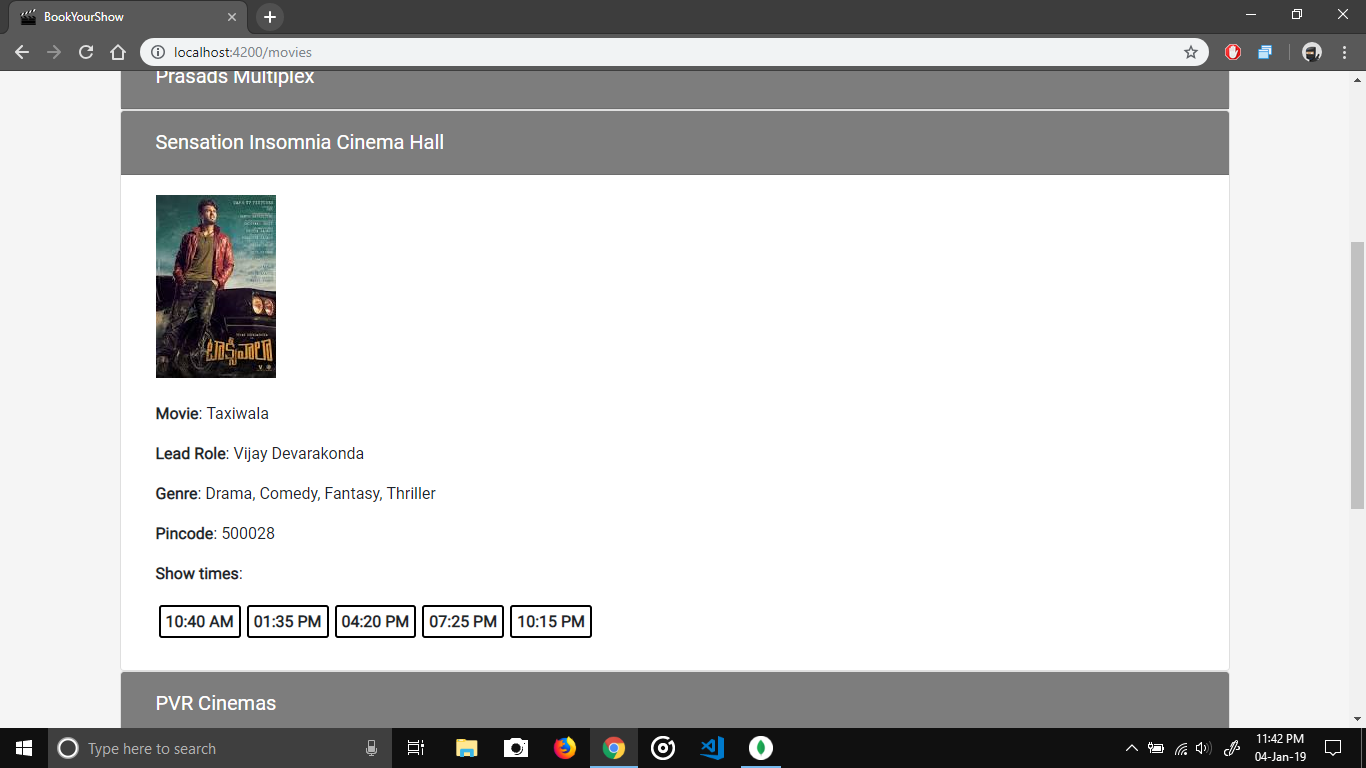 BookYourShow
localhost:4200/movies
Prasads Multiplex
Sensation Insomnia Cinema Hall
టాక్సీవాలా
Movie: Taxiwala
Lead Role: Vijay Devarakonda
Genre: Drama, Comedy, Fantasy, Thriller
Pincode: 500028
Show times:
10:40 AM 01:35 PM 04:20 PM 07:25 PM 10:15 PM
PVR Cinemas
Type here to search
11:42 PM
04-Jan-19